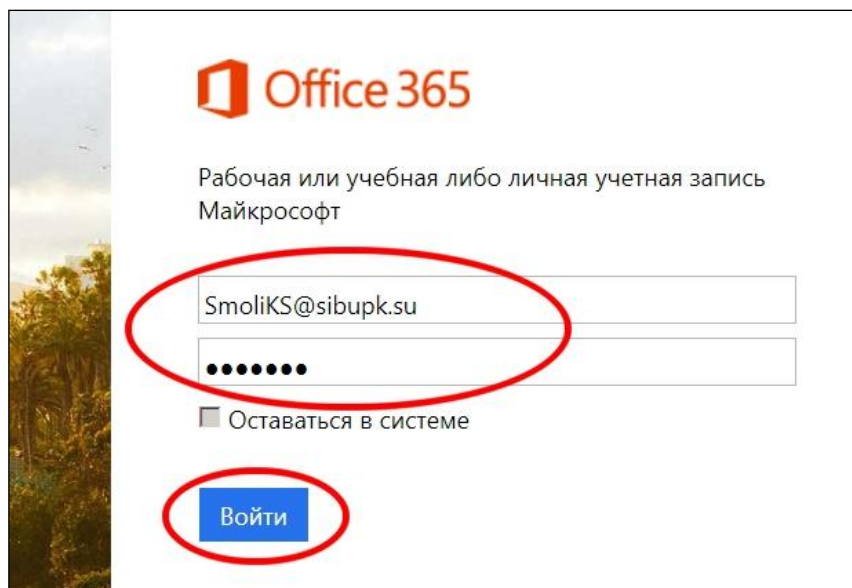 Office 365
Рабочая или учебная либо личная учетная запись
Майкрософт
SmoliKS@sibupk.su
•••••••
Оставаться в системе
Войти